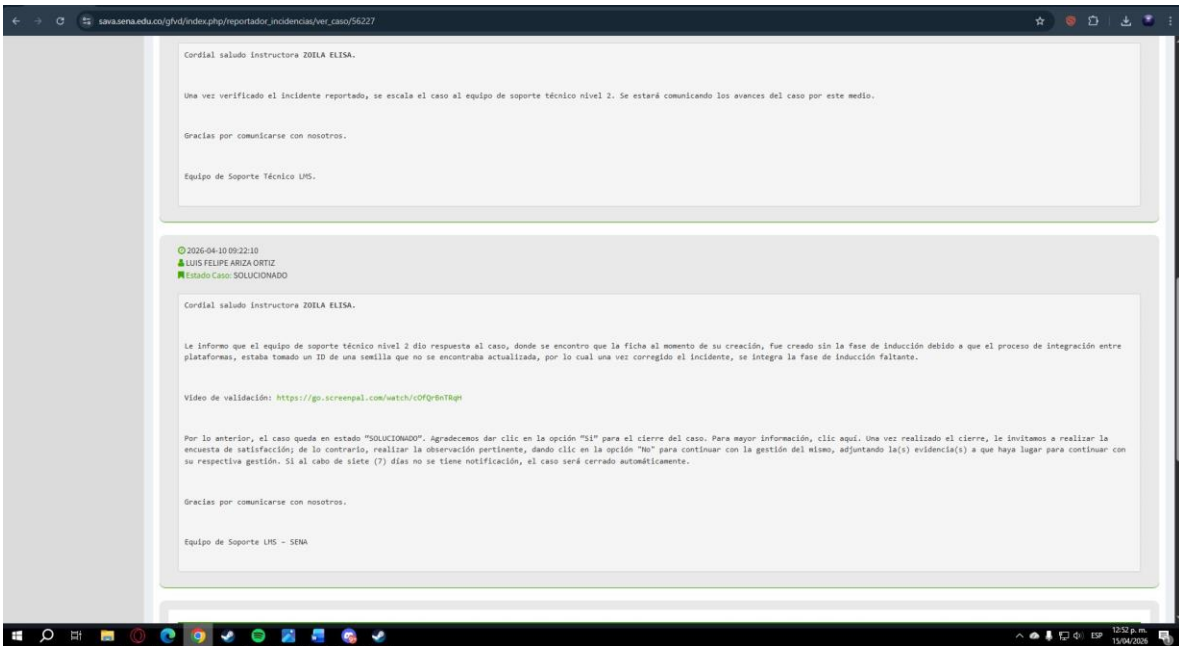 sava.sena.edu.co/gfvd/index.php/reportador_incidencias/ver_caso/56227
Cordial saludo instructora ZOILA ELISA.
Una vez verificado el incidente reportado, se escala el caso al equipo de soporte técnico nivel 2. Se estará comunicando los avances del caso por este medio.
Gracias por comunicarse con nosotros.
Equipo de Soporte Técnico LMS.
2026-04-10 09:22:10
LUIS FELIPE ARIZA ORTIZ
Estado Caso: SOLUCIONADO
Cordial saludo instructora ZOILA ELISA.
Le informo que el equipo de soporte técnico nivel 2 dio respuesta al caso, donde se encontro que la ficha al momento de su creación, fue creado sin la fase de inducción debido a que el proceso de integración entre
plataformas, estaba tomado un ID de una semilla que no se encontraba actualizada, por lo cual una vez corregido el incidente, se integra la fase de inducción faltante.
Video de validación: https://go.screenpal.com/watch/cOfQrBnTRqH
Por lo anterior, el caso queda en estado "SOLUCIONADO". Agradecemos dar clic en la opción "Si" para el cierre del caso. Para mayor información, clic aquí. Una vez realizado el cierre, le invitamos a realizar la
encuesta de satisfacción; de lo contrario, realizar la observación pertinente, dando clic en la opción "No" para continuar con la gestión del mismo, adjuntando la(s) evidencia(s) a que haya lugar para continuar con
su respectiva gestión. Si al cabo de siete (7) días no se tiene notificación, el caso será cerrado automáticamente.
Gracias por comunicarse con nosotros.
Equipo de Soporte LMS – SENA
ESP
12:52 p. m.
15/04/2026